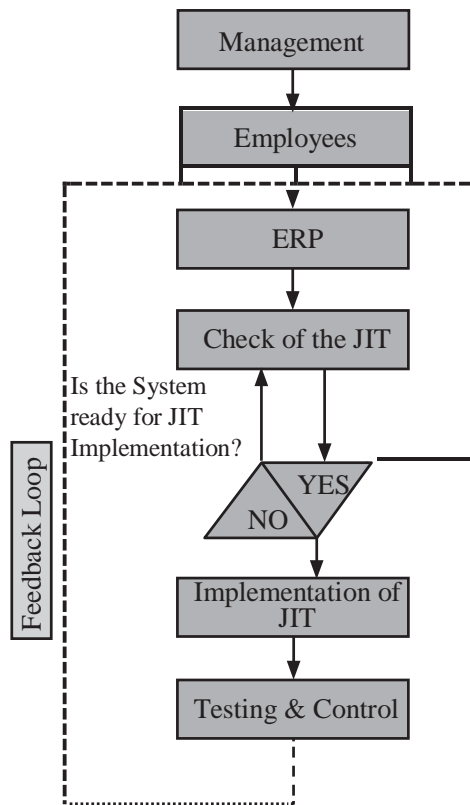 Management
Employees
ERP
Check of the JIT
Is the System
ready for JIT
Implementation?
YES
NO
Feedback Loop
Implementation of
JIT
Testing & Control